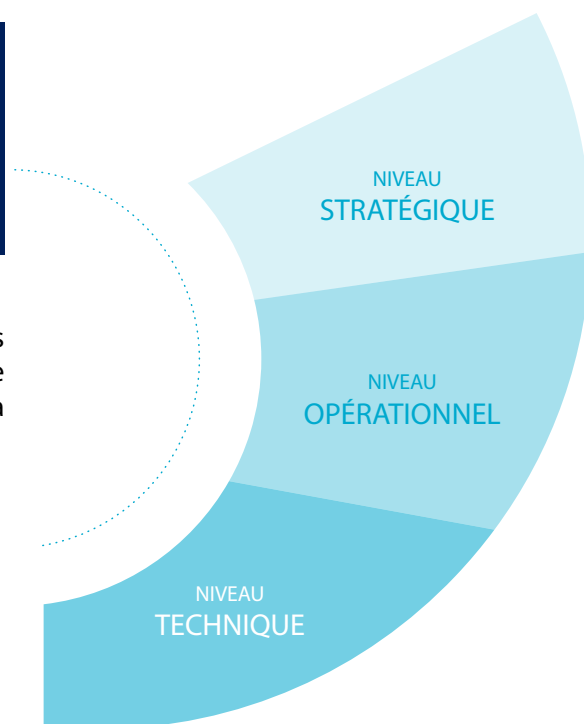 NIVEAU
STRATÉGIQUE
s
e
a
NIVEAU
OPÉRATIONNEL
NIVEAU
TECHNIQUE